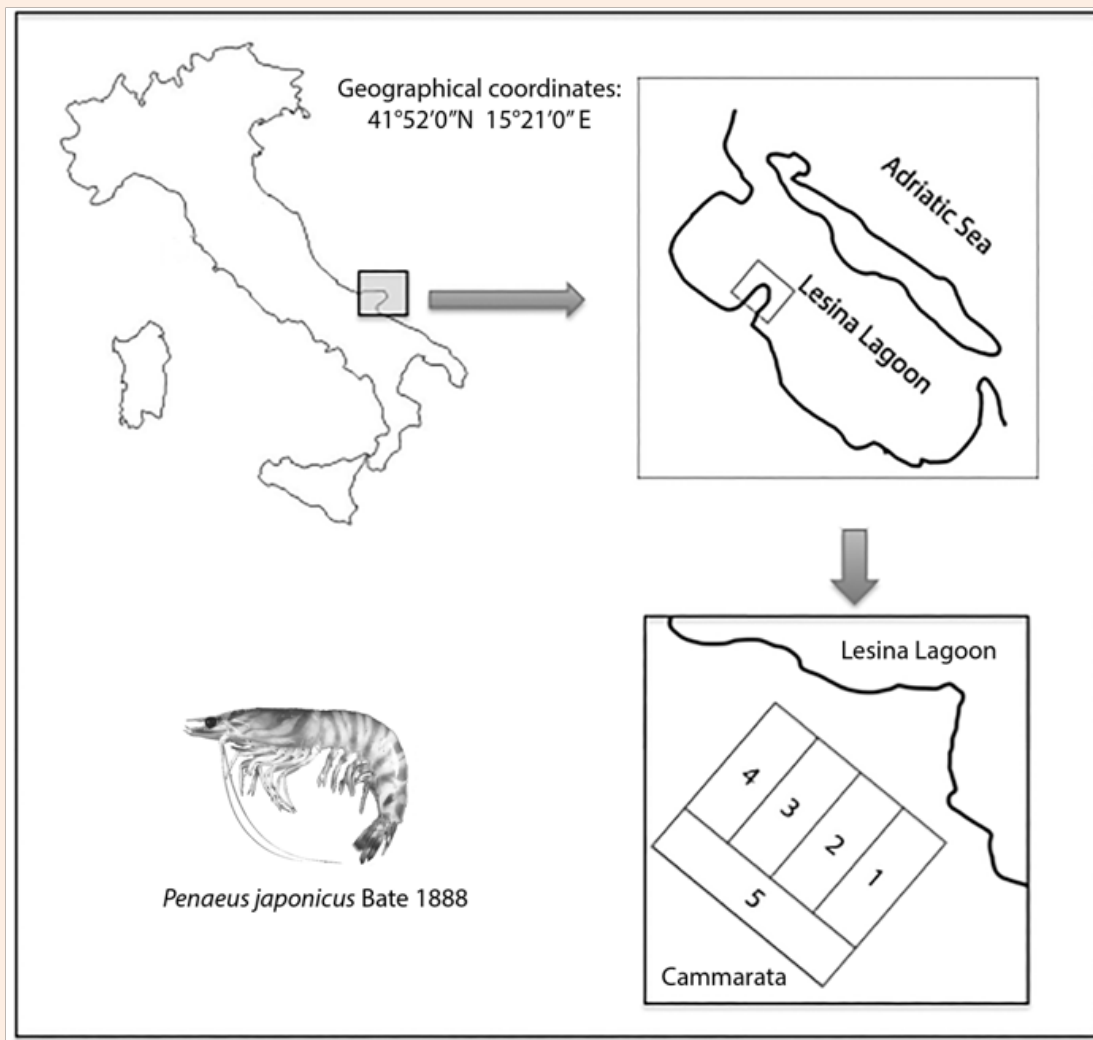 Geographical coordinates:
41°52′0″N 15°21′0″ E
Adriatic Sea
Lesina Lagoon
Lesina Lagoon
4
3
2
1
5
Cammarata
Penaeus japonicus Bate 1888